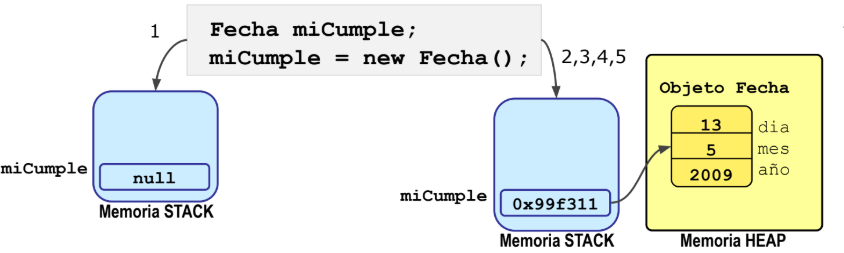 1
Fecha miCumple;
miCumple = new Fecha();
2,3,4,5
Objeto Fecha
13 dia
5 mes
2009 año
miCumple
null
Memoria STACK
miCumple
0x99f311
Memoria STACK
Memoria HEAP